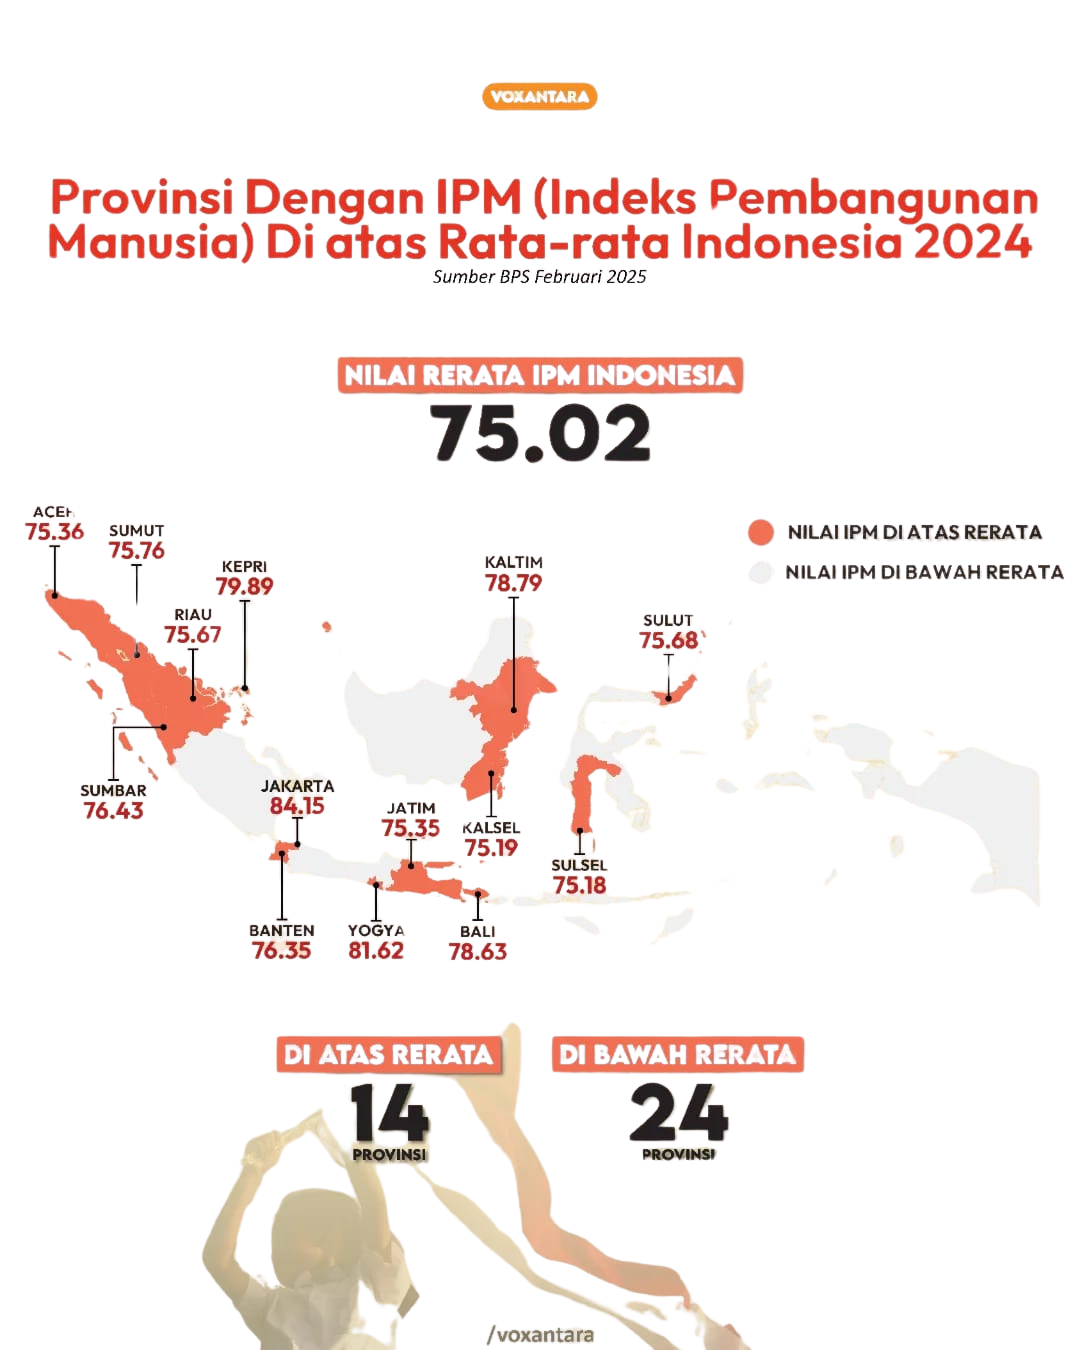 VOXANTARA
Provinsi Dengan IPM (Indeks Pembangunan
Manusia) Di atas Rata-rata Indonesia 2024
Sumber BPS Februari 2025
NILAI RERATA IPM INDONESIA
75.02
ACEH
75.36
SUMUT
75.76
KEPRI
79.89
RIAU
75.67
KALTIM
78.79
SULUT
75.68
NILAI IPM DI ATAS RERATA
NILAI IPM DI BAWAH RERATA
SUMBAR
76.43
JAKARTA
84.15
JATIM
75.35
KALSEL
75.19
SULSEL
75.18
BANTEN
76.35
YOGYA
81.62
BALI
78.63
DI ATAS RERATA
14
PROVINSI
DI BAWAH RERATA
24
PROVINSI
/voxantara